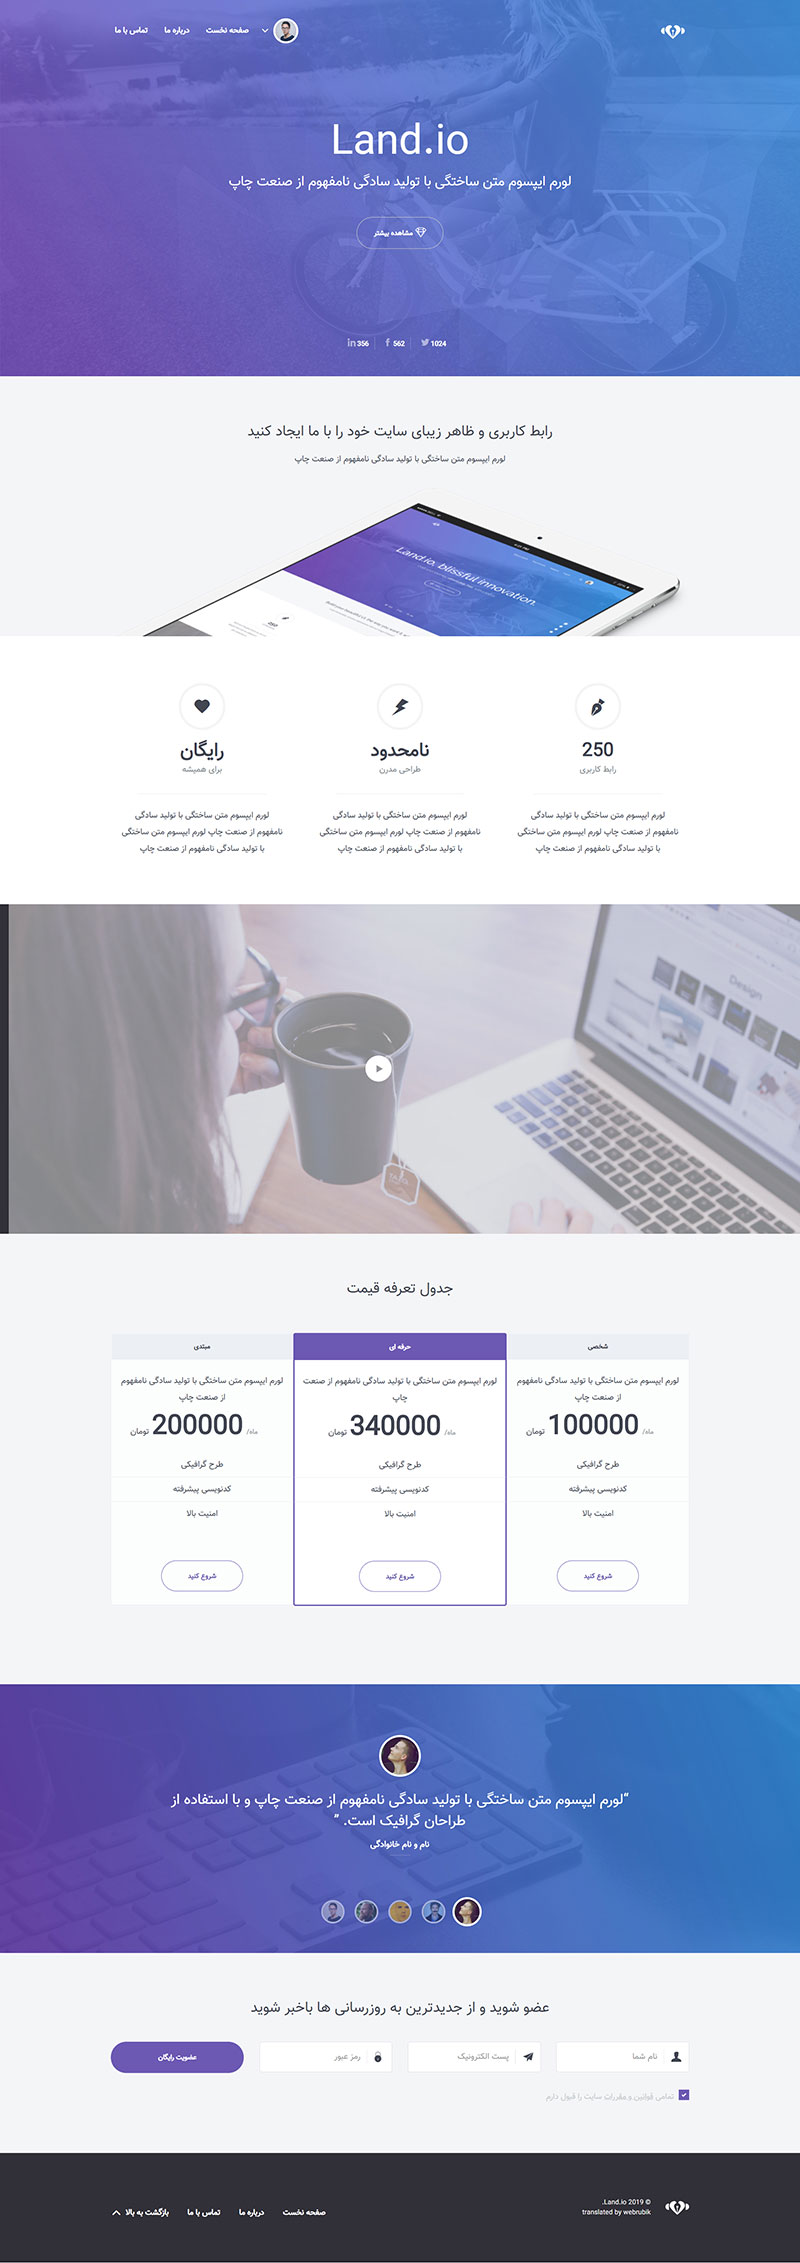 صفحه نخست
درباره ما
تماس با ما
Land.io
لورم ایپسوم متن ساختگی با تولید سادگی نامفهوم از صنعت چاپ
مشاهده بیشتر
1024
562
356
رابط کاربری و ظاهر زیبای سایت خود را با ما ایجاد کنید
لورم ایپسوم متن ساختگی با تولید سادگی نامفهوم از صنعت چاپ
Land.io, blissful innovation.
250
رابط کاربری
لورم ایپسوم متن ساختگی با تولید سادگی
نامفهوم از صنعت چاپ لورم ایپسوم متن ساختگی
با تولید سادگی نامفهوم از صنعت چاپ
نامحدود
طراحی مدرن
لورم ایپسوم متن ساختگی با تولید سادگی
نامفهوم از صنعت چاپ لورم ایپسوم متن ساختگی
با تولید سادگی نامفهوم از صنعت چاپ
رایگان
برای همیشه
لورم ایپسوم متن ساختگی با تولید سادگی
نامفهوم از صنعت چاپ لورم ایپسوم متن ساختگی
با تولید سادگی نامفهوم از صنعت چاپ
Design
جدول تعرفه قیمت
شخصی
لورم ایپسوم متن ساختگی با تولید سادگی نامفهوم
از صنعت چاپ
ماه/ 100000 تومان
طرح گرافیکی
کدنویسی پیشرفته
امنیت بالا
شروع کنید
حرفه ای
لورم ایپسوم متن ساختگی با تولید سادگی نامفهوم از صنعت
چاپ
ماه/ 340000 تومان
طرح گرافیکی
کدنویسی پیشرفته
امنیت بالا
شروع کنید
مبتدی
لورم ایپسوم متن ساختگی با تولید سادگی نامفهوم
از صنعت چاپ
ماه/ 200000 تومان
طرح گرافیکی
کدنویسی پیشرفته
امنیت بالا
شروع کنید
“لورم ایپسوم متن ساختگی با تولید سادگی نامفهوم از صنعت چاپ و با استفاده از
طراحان گرافیک است. ”
نام و نام خانوادگی
عضو شوید و از جدیدترین به روزرسانی ها باخبر شوید
نام شما
پست الکترونیک
رمز عبور
عضویت رایگان
تمامی قوانین و مقررات سایت را قبول دارم
© 2019 Land.io.
translated by webrubik
صفحه نخست
درباره ما
تماس با ما
بازگشت به بالا